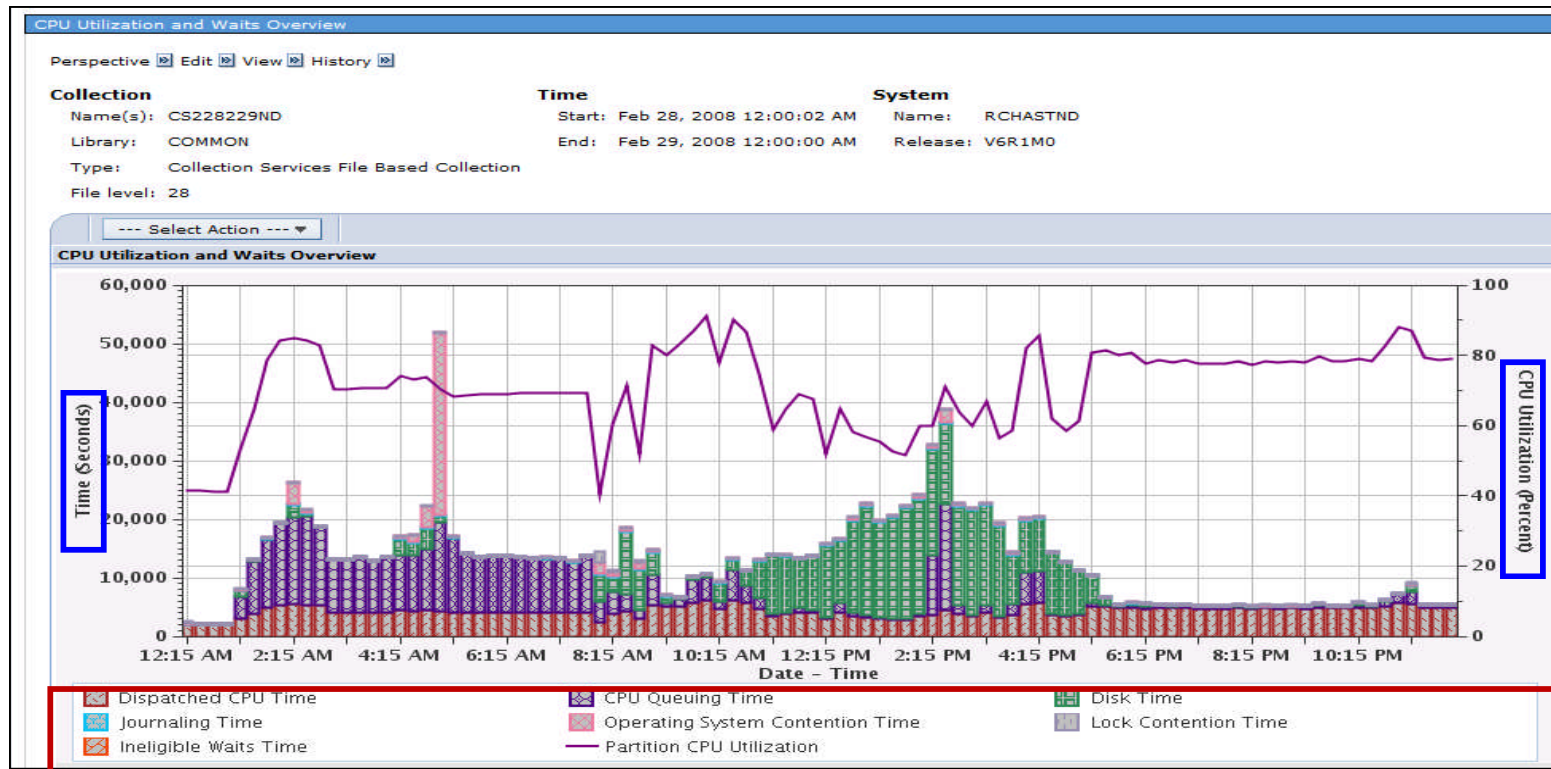 CPU Utilization and Waits Overview
Perspective Edit View History
Collection Time System
Name(s): CS228229ND Start: Feb 28, 2008 12:00:02 AM Name: RCHASTND
Library: COMMON End: Feb 29, 2008 12:00:00 AM Release: V6R1M0
Type: Collection Services File Based Collection
File level: 28
--- Select Action ---
CPU Utilization and Waits Overview
60,000 100
50,000
80
40,000
60
30,000
40
20,000
20
10,000
0 0
Time (Seconds)
CPU Utilization (Percent)
12:15 AM 2:15 AM 4:15 AM 6:15 AM 8:15 AM 10:15 AM 12:15 PM 2:15 PM 4:15 PM 6:15 PM 8:15 PM 10:15 PM
Date - Time
Dispatched CPU Time CPU Queuing Time Disk Time
Journaling Time Operating System Contention Time Lock Contention Time
Ineligible Waits Time Partition CPU Utilization